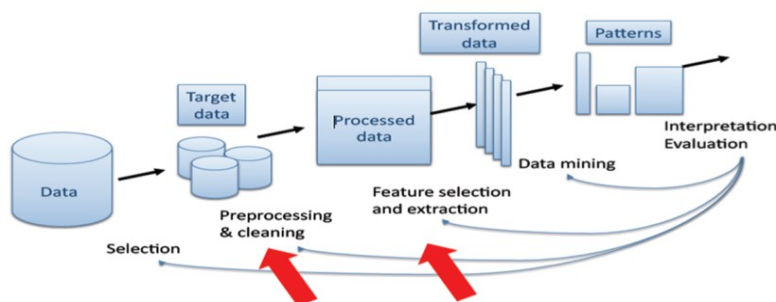 Transformed
data
Patterns
Target
data
Processed
data
Data
Interpretation
Evaluation
Data mining
Feature selection
and extraction
Preprocessing
& cleaning
Selection